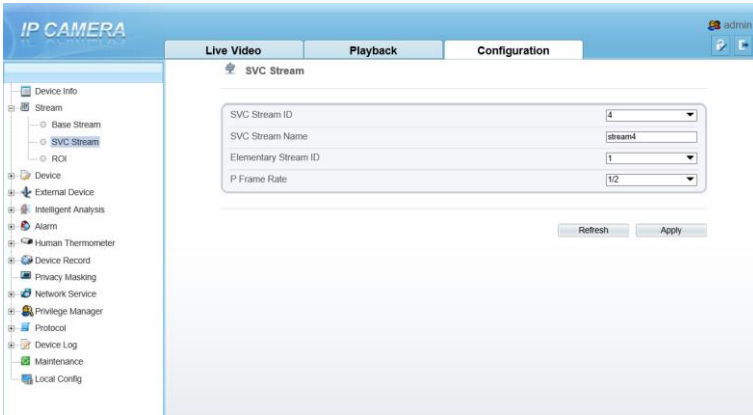 IP CAMERA
admin
Live Video Playback Configuration
SVC Stream
Device Info
Stream
Base Stream
SVC Stream
ROI
Device
External Device
Intelligent Analysis
Alarm
Human Thermometer
Device Record
Privacy Masking
Network Service
Privilege Manager
Protocol
Device Log
Maintenance
Local Config
SVC Stream ID 4
SVC Stream Name stream4
Elementary Stream ID 1
P Frame Rate 1/2
Refresh Apply